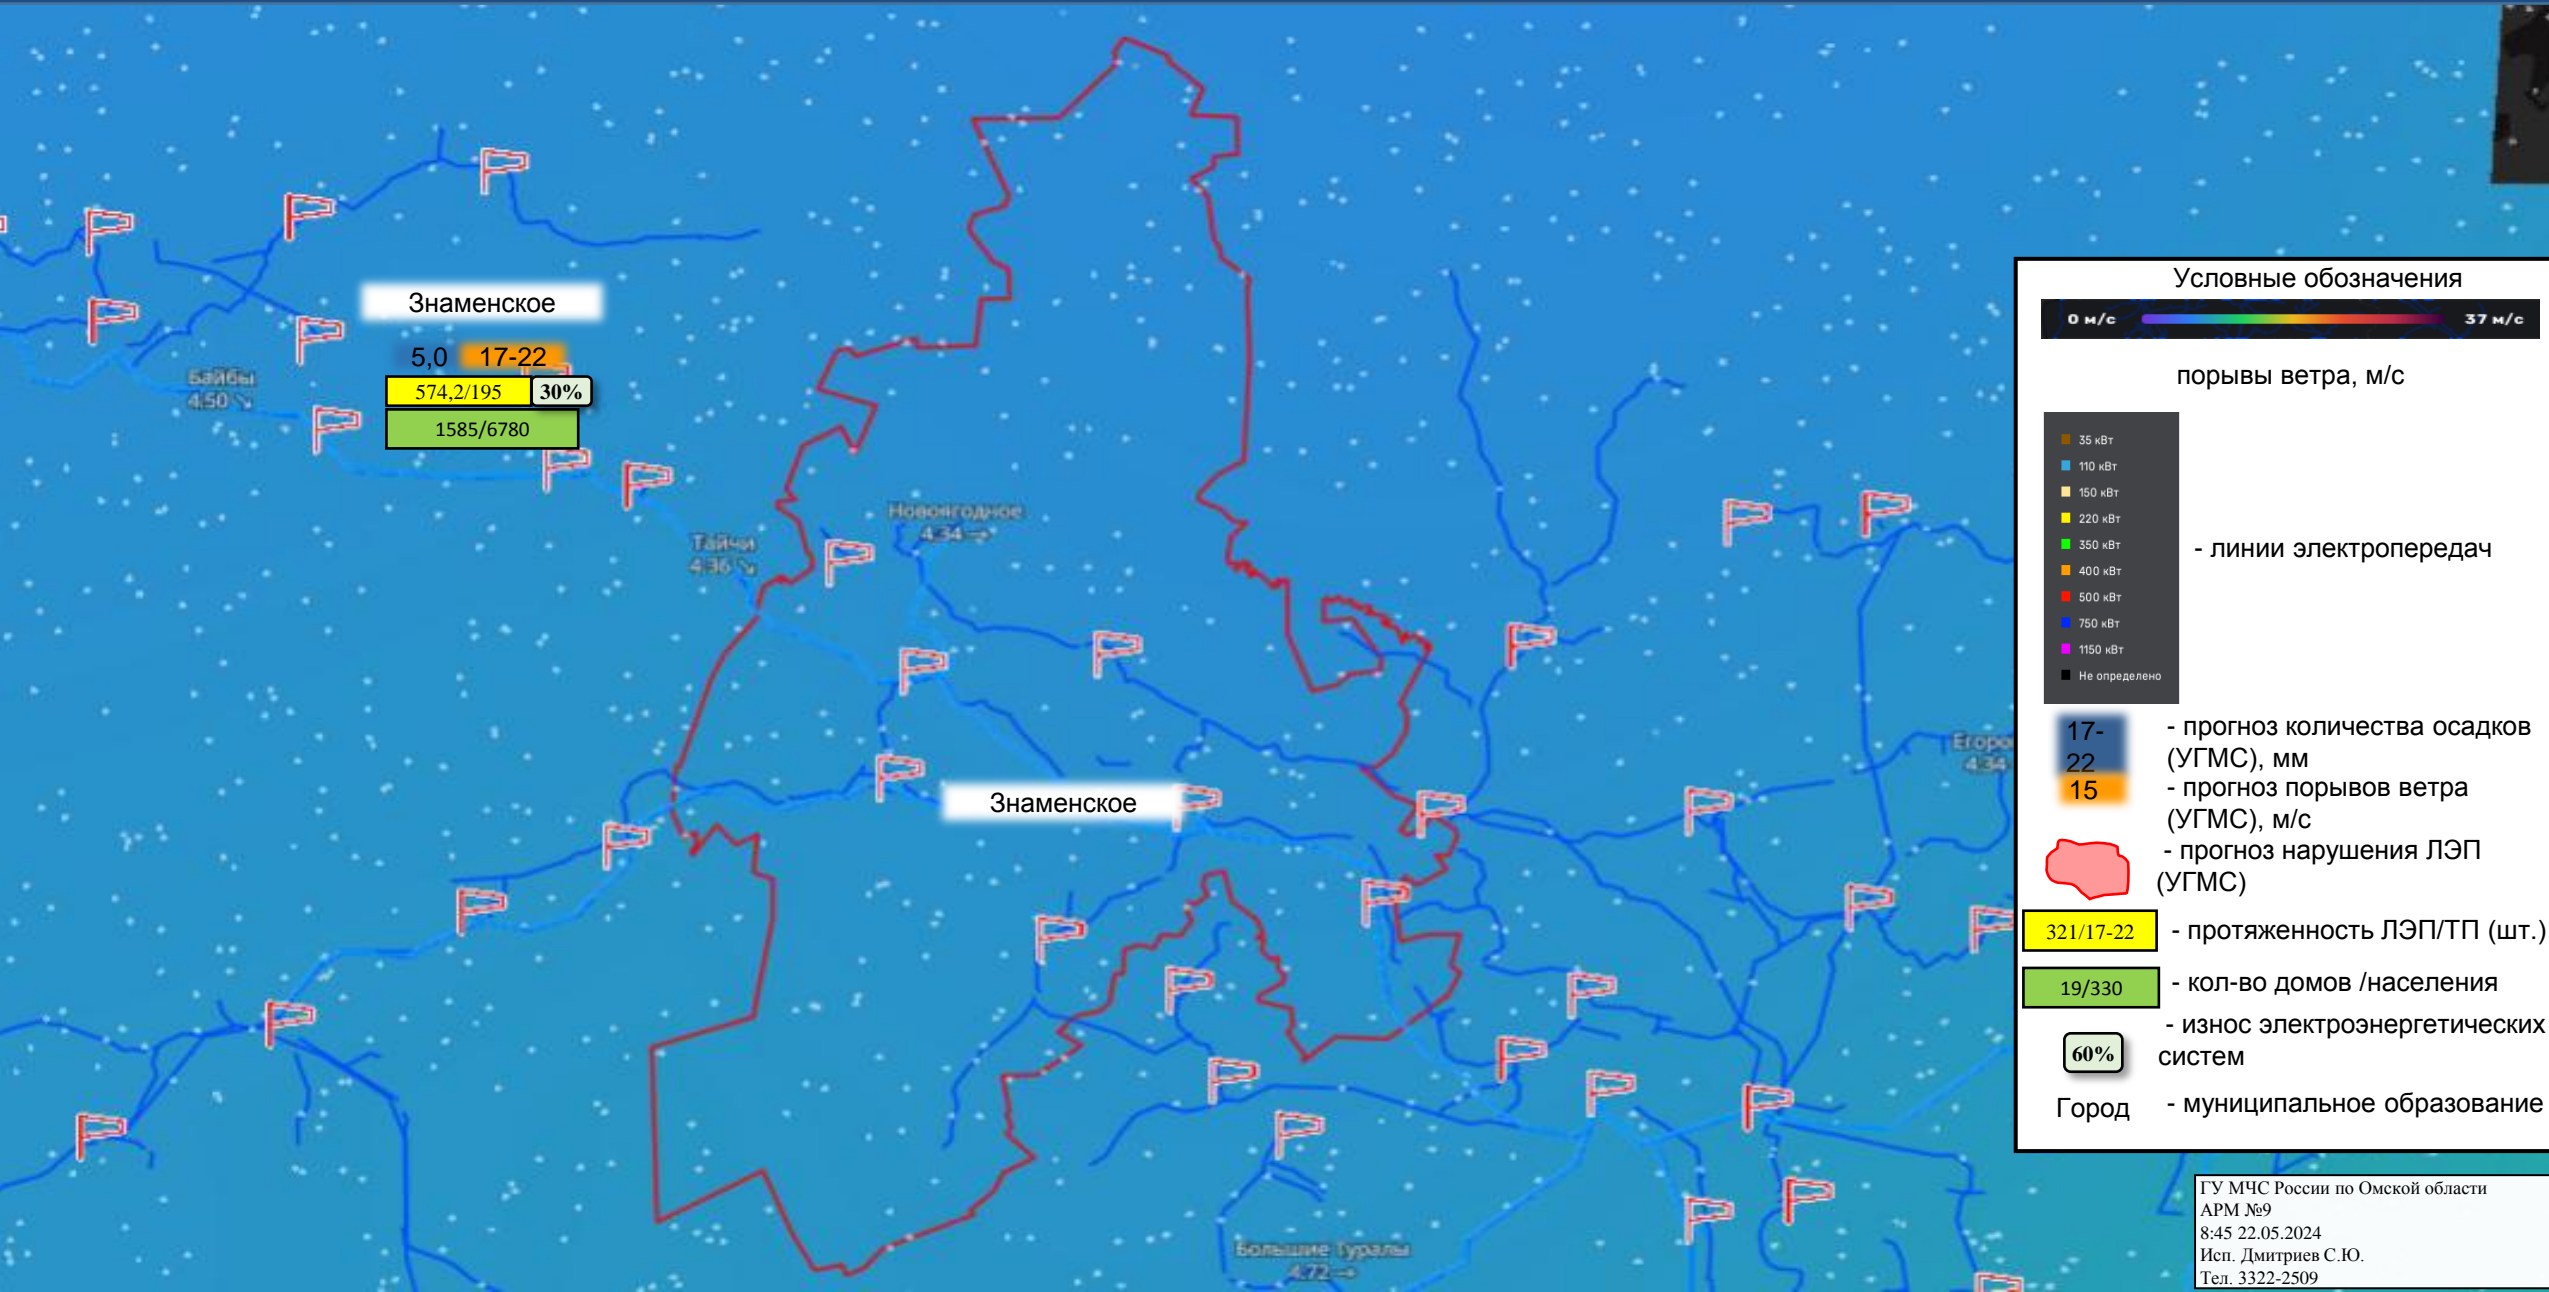 Знаменское
5,0 17-22
574,2/195 30%
1585/6780
Байбы
4.50
Новоягодное
4.34
Тайчи
4.36
Знаменское
Большие Туралы
4.72
4.34
Условные обозначения
0 м/с 37 м/с
порывы ветра, м/с
35 кВт
110 кВт
150 кВт
220 кВт
350 кВт
400 кВт
500 кВт
750 кВт
1150 кВт
Не определено
- линии электропередач
17-
22
- прогноз количества осадков
(УГМС), мм
15
- прогноз порывов ветра
(УГМС), м/с
- прогноз нарушения ЛЭП
(УГМС)
321/17-22 - протяженность ЛЭП/ТП (шт.)
19/330 - кол-во домов /населения
60%
- износ электроэнергетических
систем
Город - муниципальное образование
ГУ МЧС России по Омской области
АРМ №9
8:45 22.05.2024
Исп. Дмитриев С.Ю.
Тел. 3322-2509